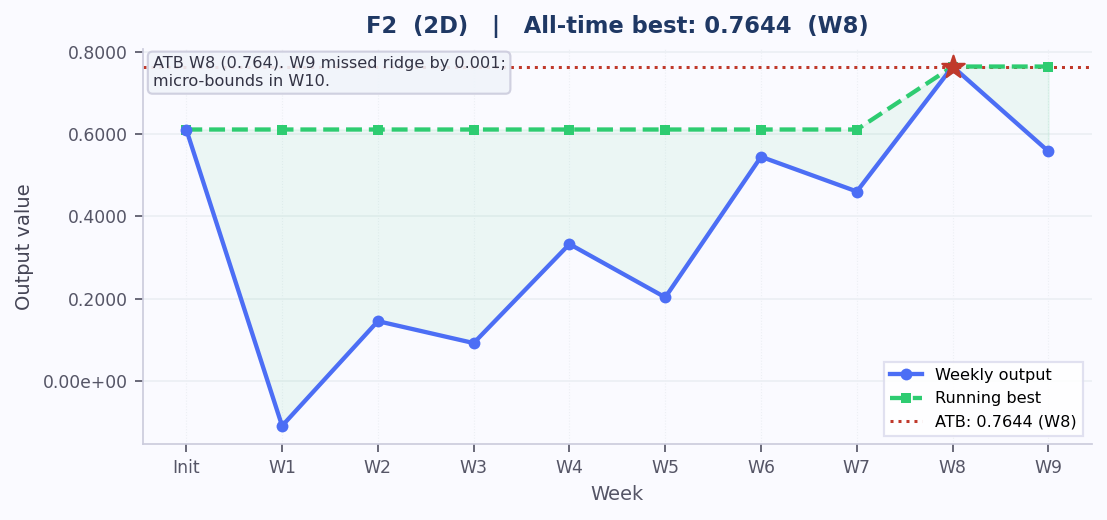 F2  (2D)   |   All-time best: 0.7644  (W8)
ATB W8 (0.764). W9 missed ridge by 0.001;
micro-bounds in W10.
Output value
0.8000
0.6000
0.4000
0.2000
0.00e+00
Weekly output
Running best
ATB: 0.7644 (W8)
Init W1 W2 W3 W4 W5 W6 W7 W8 W9
Week